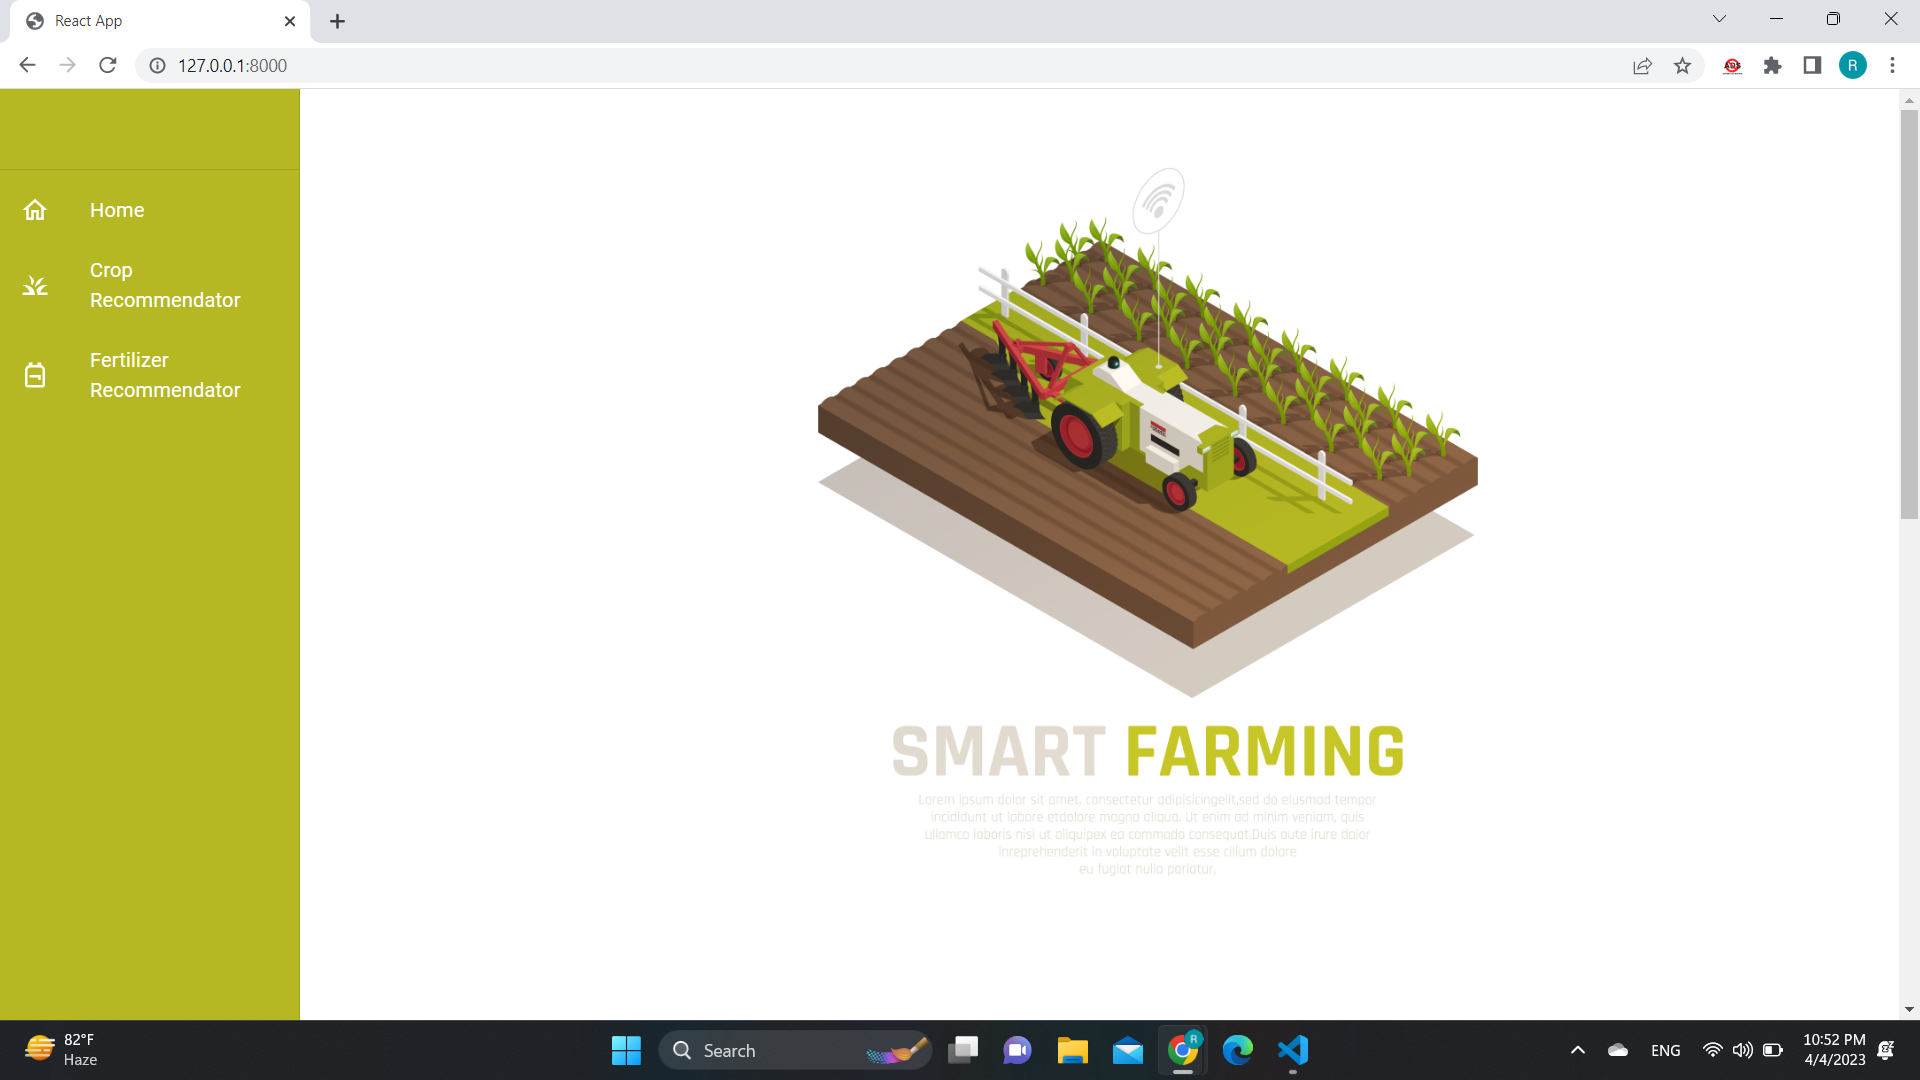 React App
127.0.0.1:8000
R
ADS
Home
Crop
Recommendator
Fertilizer
Recommendator
SMART FARMING
Lorem ipsum dolor sit amet, consectetur adipisicingelit,sed do eiusmod tempor
incididunt ut labore etdolore magna aliqua. Ut enim ad minim veniam, quis
ullamco laboris nisi ut aliquipex ea commodo consequat.Duis aute irure dolor
inreprehenderit in voluptate velit esse cillum dolore
eu fugiat nulla pariatur.
82°F
Haze
Search
R
ENG
10:52 PM
4/4/2023